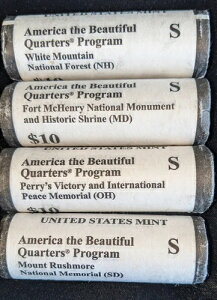 UNITED STATES MINT
America the Beautiful
Quarters® Program S
White Mountain
National Forest (NH)
$10
America the Beautiful
Quarters® Program S
Fort McHenry National Monument
and Historic Shrine (MD)
$10
America the Beautiful
Quarters® Program S
Perry's Victory and International
Peace Memorial (OH)
$10
UNITED STATES MINT
America the Beautiful
Quarters® Program S
Mount Rushmore
National Memorial (SD)